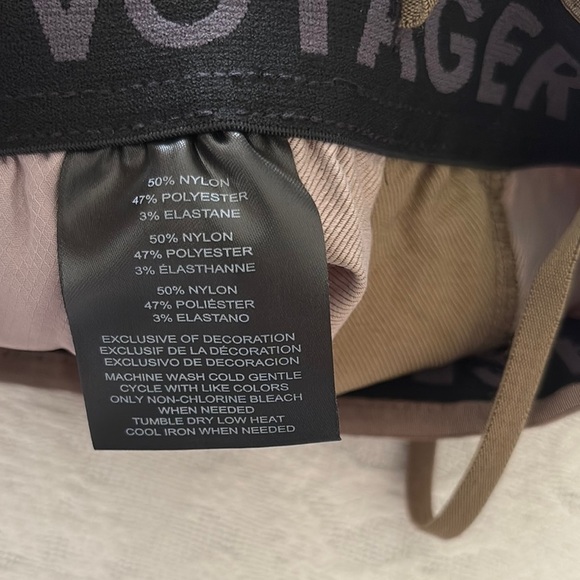 VOYAGER
50% NYLON
47% POLYESTER
3% ELASTANE
50% NYLON
47% POLYESTER
3% ÉLASTHANNE
50% NYLON
47% POLIÉSTER
3% ELASTANO
EXCLUSIVE OF DECORATION
EXCLUSIF DE LA DÉCORATION
EXCLUSIVO DE DECORACION
MACHINE WASH COLD GENTLE
CYCLE WITH LIKE COLORS
ONLY NON-CHLORINE BLEACH
WHEN NEEDED
TUMBLE DRY LOW HEAT
COOL IRON WHEN NEEDED